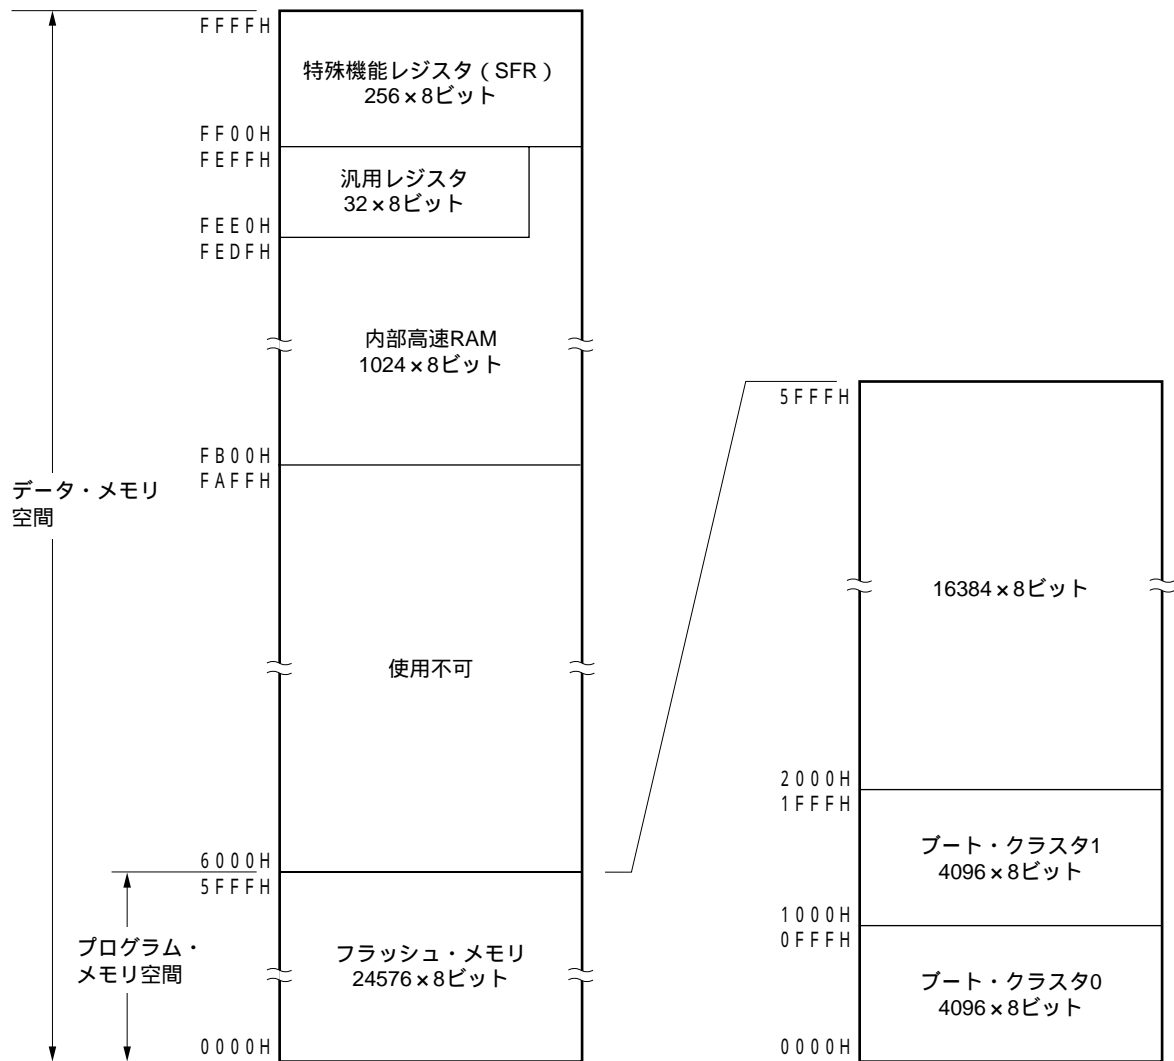 FFFFH
特殊機能レジスタ（SFR）
256×8ビット
FF00H
FEFFH
汎用レジスタ
32×8ビット
FEE0H
FEDFH
内部高速RAM
1024×8ビット
FB00H
FAFFH
データ・メモリ
空間
使用不可
6000H
5FFFH
プログラム・
メモリ空間
フラッシュ・メモリ
24576×8ビット
0000H
5FFFH
16384×8ビット
2000H
1FFFH
ブート・クラスタ1
4096×8ビット
1000H
0FFFH
ブート・クラスタ0
4096×8ビット
0000H